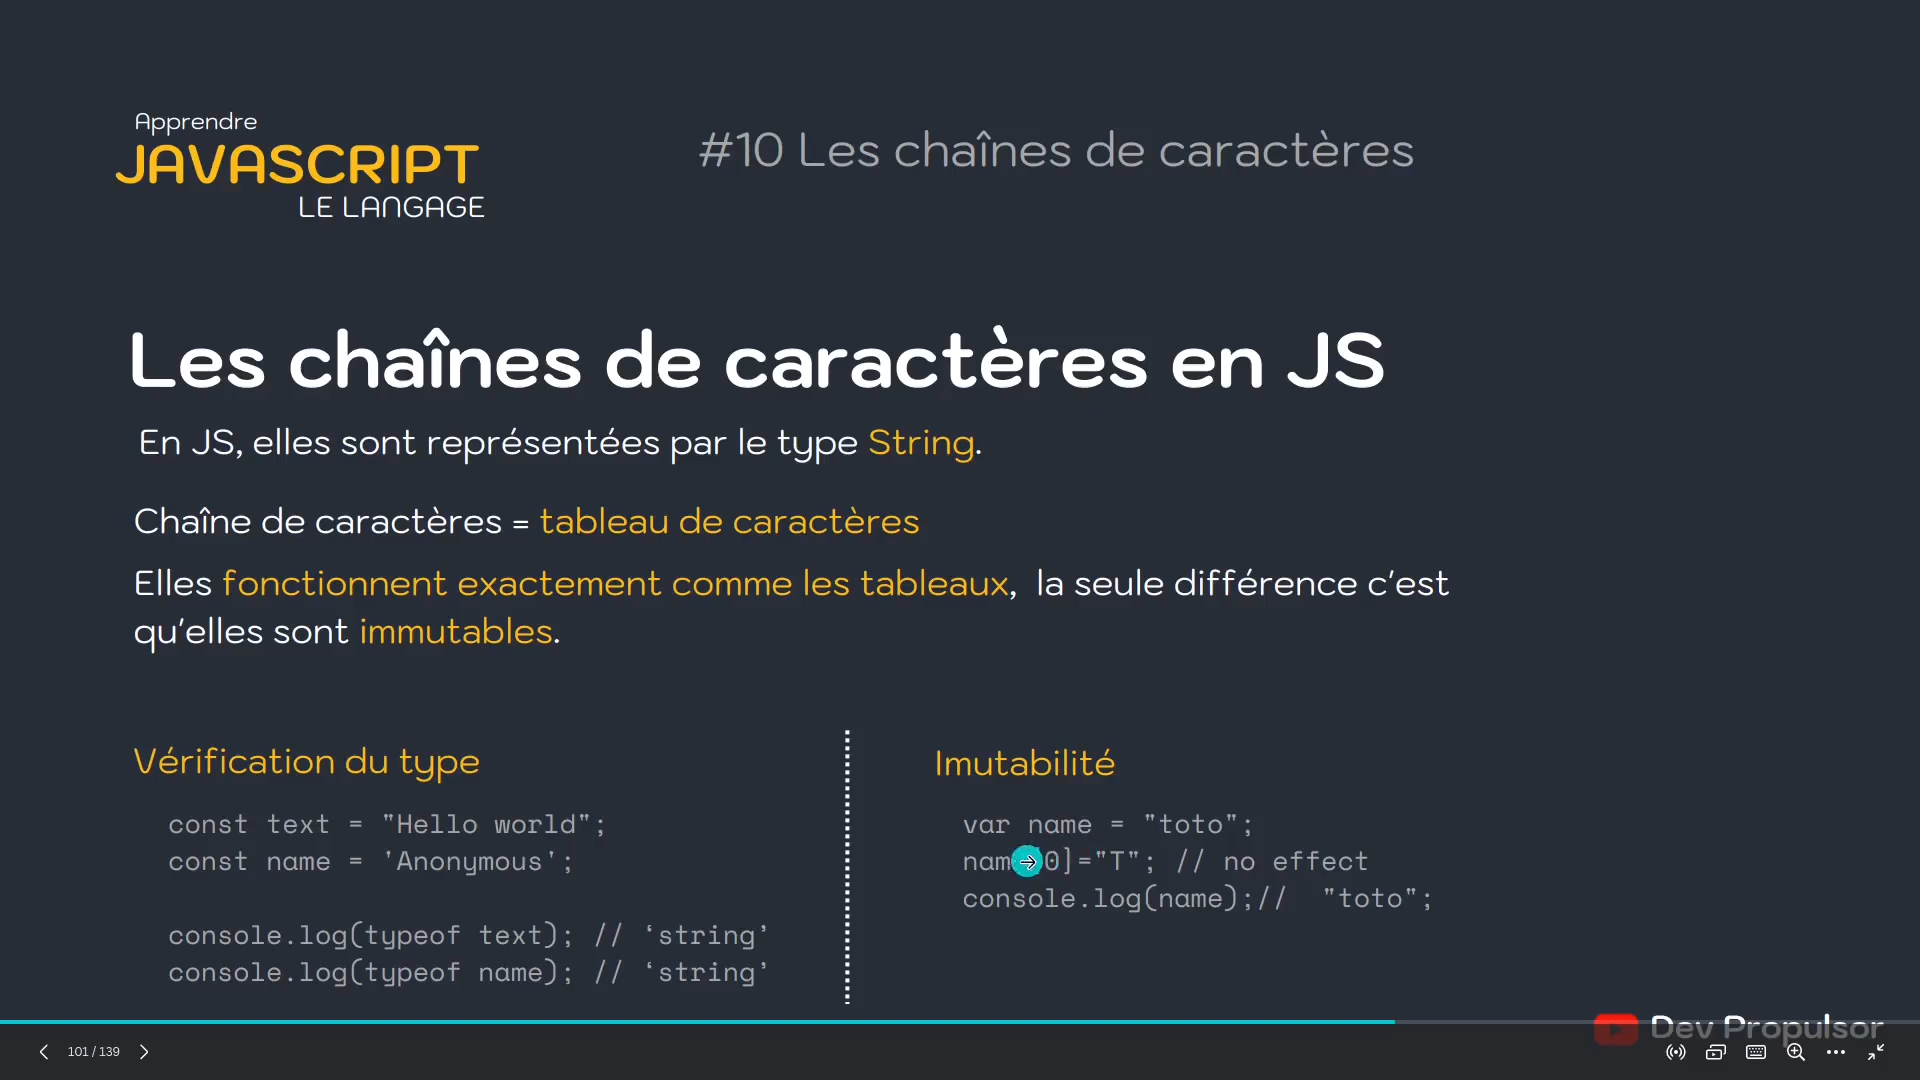 Apprendre
JAVASCRIPT
LE LANGAGE
#10 Les chaînes de caractères
Les chaînes de caractères en JS
En JS, elles sont représentées par le type String.
Chaîne de caractères = tableau de caractères
Elles fonctionnent exactement comme les tableaux, la seule différence c'est
qu'elles sont immutables.
Vérification du type
const text = "Hello world";
const name = 'Anonymous';
console.log(typeof text); // ‘string’
console.log(typeof name); // ‘string’
Imutabilité
var name = "toto";
nam 0]="T"; // no effect
console.log(name);// "toto";
Dev Propulsor
101 / 139